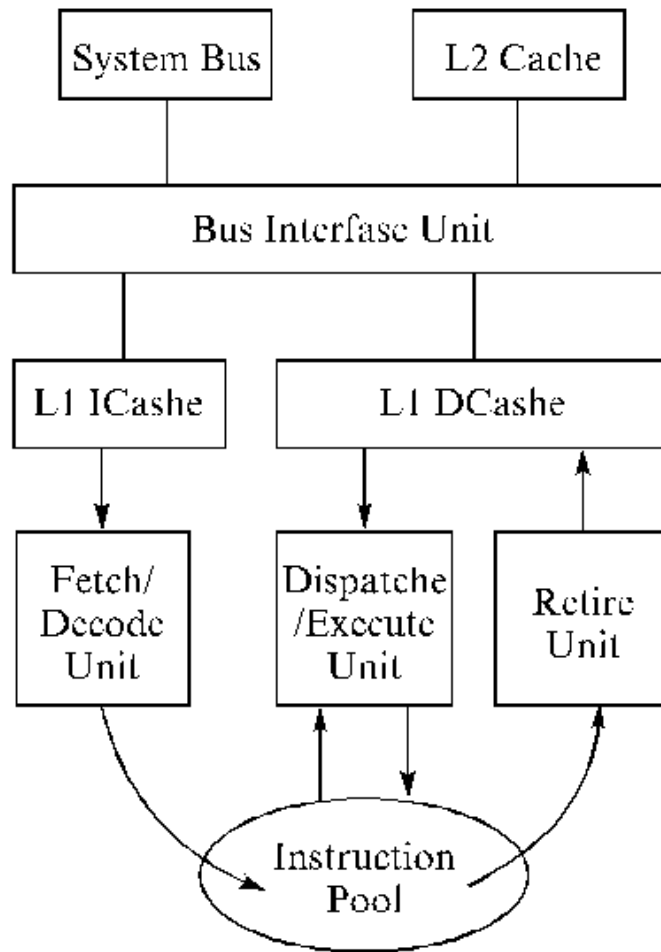 System Bus
L2 Cache
Bus Interfase Unit
L1 ICashe
L1 DCashe
Fetch/
Decode
Unit
Dispatche
/Execute
Unit
Retire
Unit
Instruction
Pool